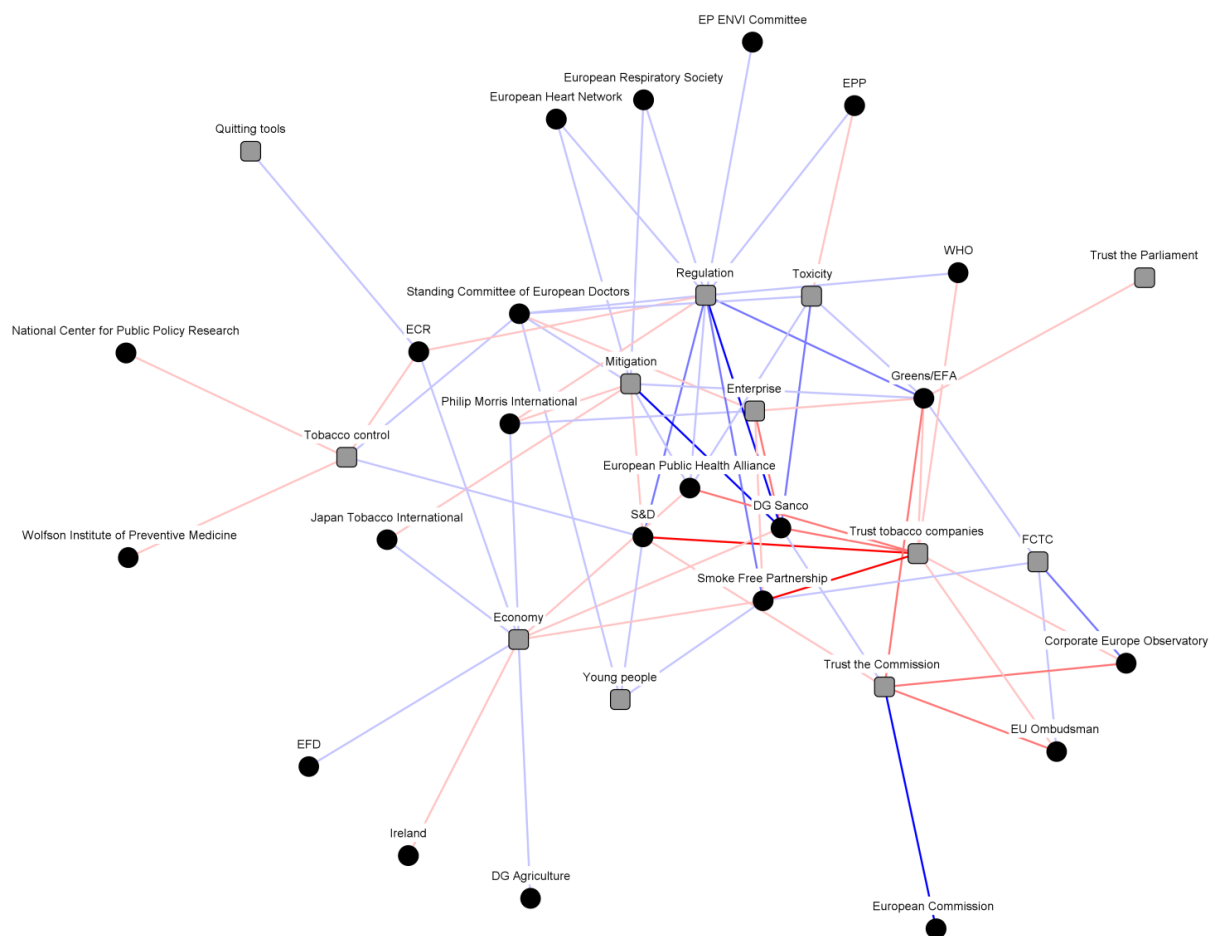 EP ENVI Committee
European Respiratory Society
EPP
European Heart Network
Quitting tools
WHO
Trust the Parliament
Regulation
Toxicity
Standing Committee of European Doctors
National Center for Public Policy Research
ECR
Mitigation
Greens/EFA
Enterprise
Philip Morris International
Tobacco control
European Public Health Alliance
DG Sanco
S&D
Japan Tobacco International
Trust tobacco companies
FCTC
Wolfson Institute of Preventive Medicine
Smoke Free Partnership
Economy
Corporate Europe Observatory
Trust the Commission
Young people
EU Ombudsman
EFD
Ireland
DG Agriculture
European Commission